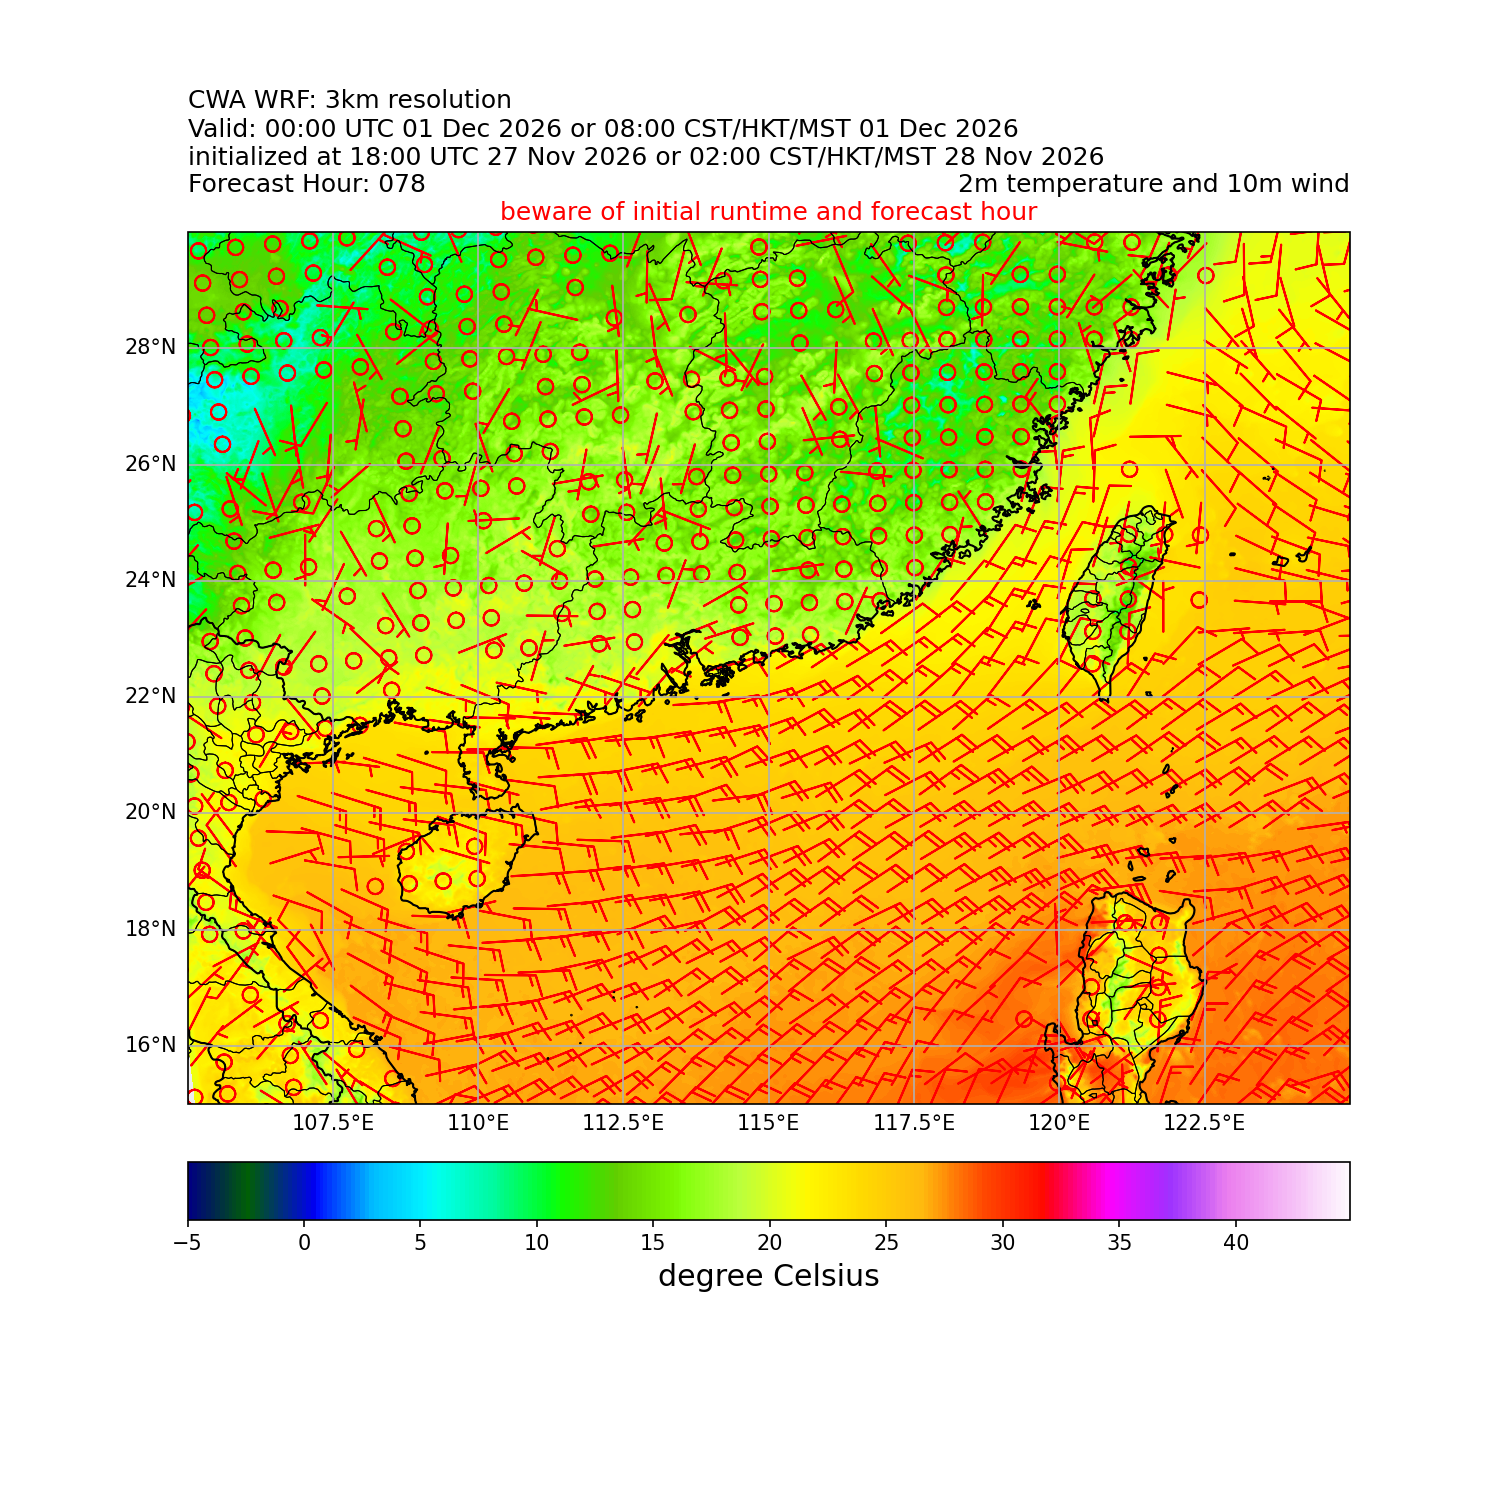 CWA WRF: 3km resolution
Valid: 00:00 UTC 01 Dec 2026 or 08:00 CST/HKT/MST 01 Dec 2026
initialized at 18:00 UTC 27 Nov 2026 or 02:00 CST/HKT/MST 28 Nov 2026
Forecast Hour: 078 2m temperature and 10m wind
beware of initial runtime and forecast hour
28°N
26°N
24°N
22°N
20°N
18°N
16°N
107.5°E 110°E 112.5°E 115°E 117.5°E 120°E 122.5°E
−5 0 5 10 15 20 25 30 35 40
degree Celsius